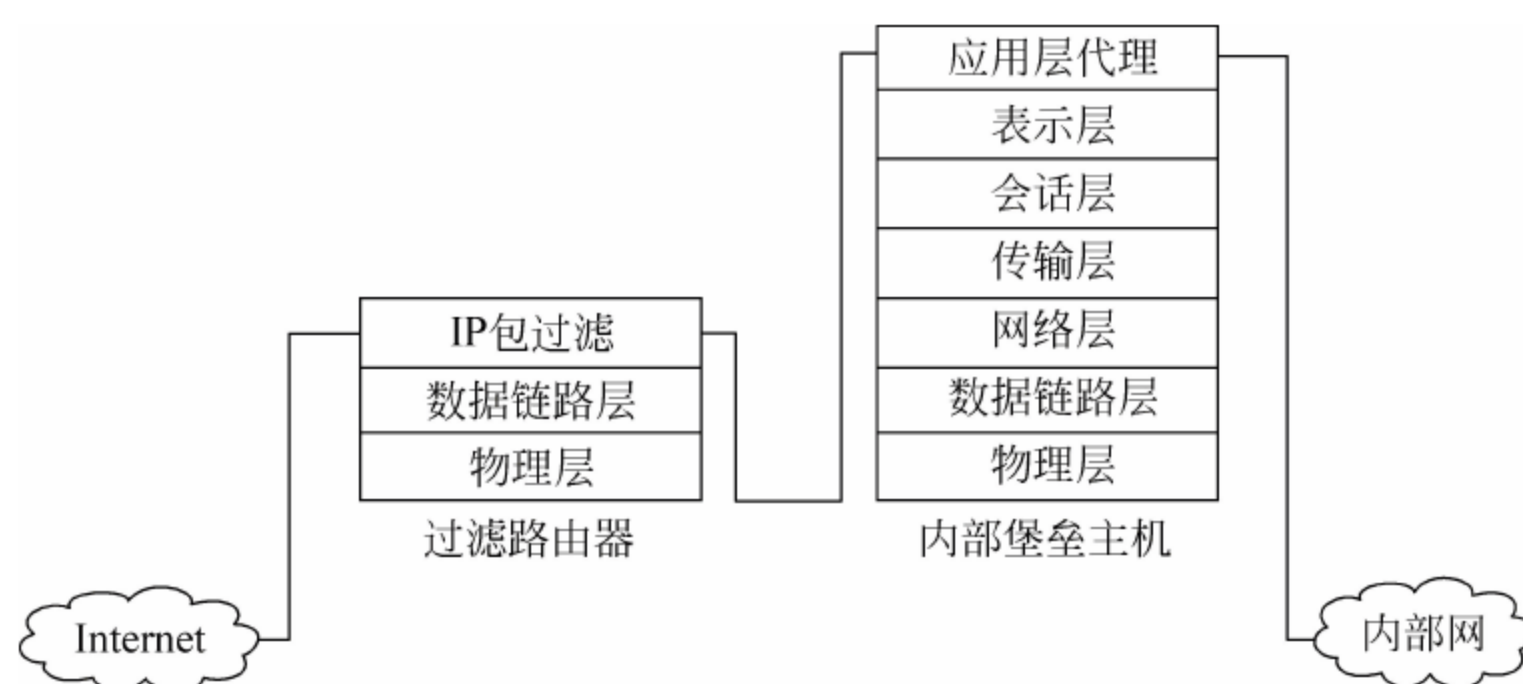 应用层代理
表示层
会话层
传输层
网络层
数据链路层
物理层
内部堡垒主机
IP包过滤
数据链路层
物理层
过滤路由器
Internet
内部网